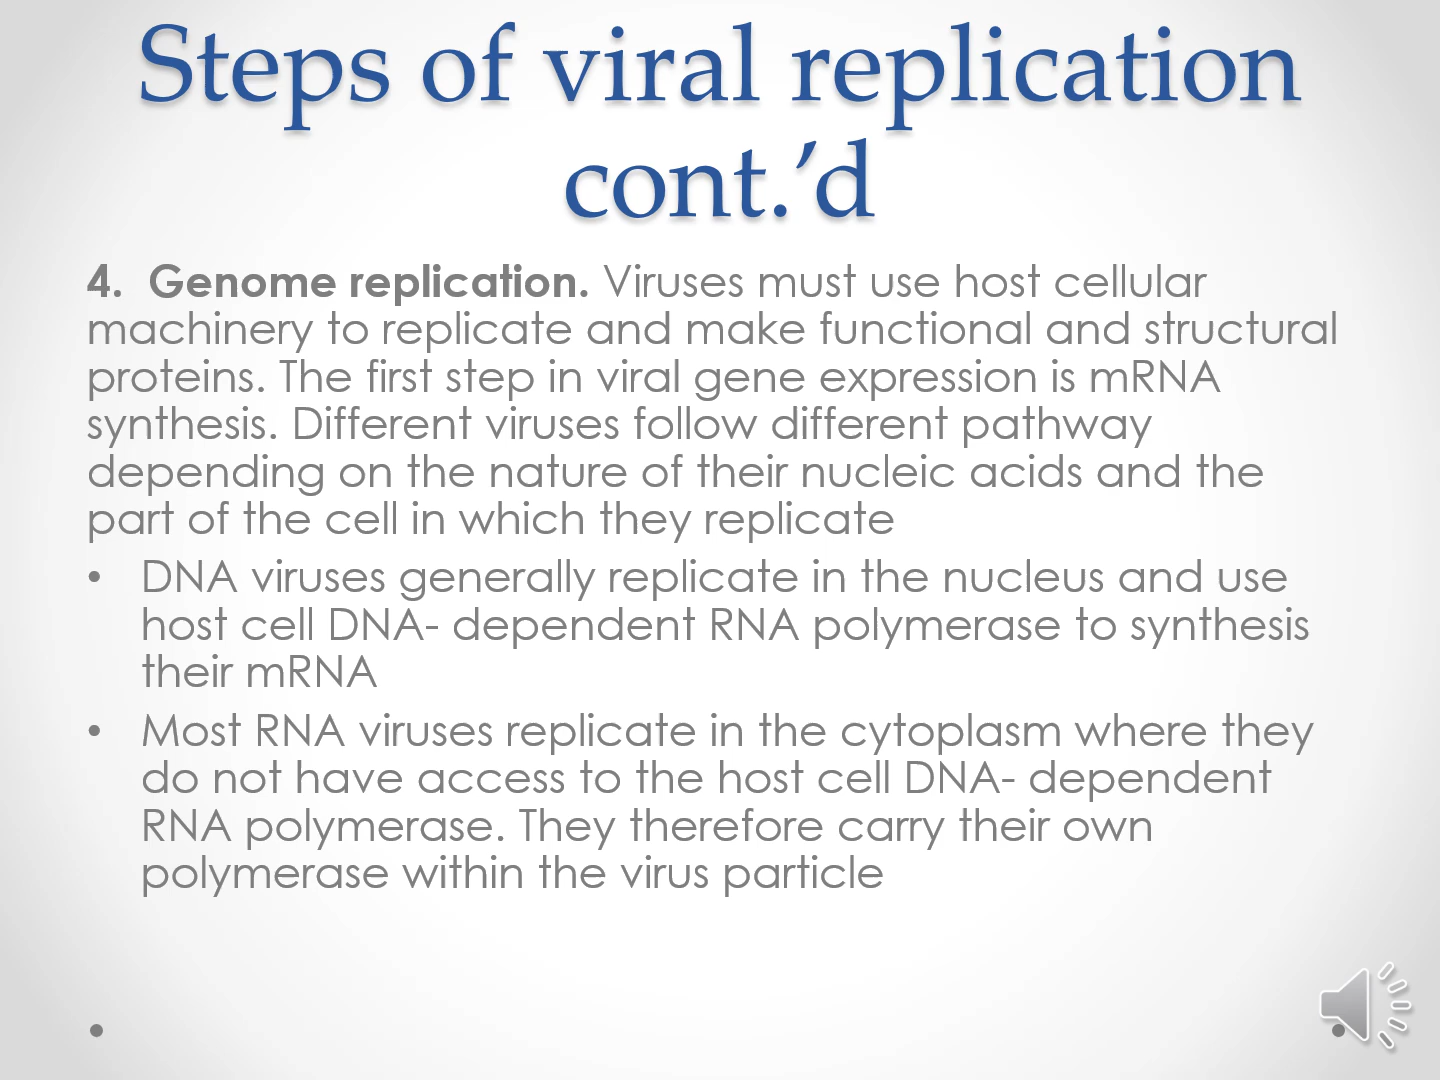 Steps of viral replication
cont.’d
4. Genome replication. Viruses must use host cellular
machinery to replicate and make functional and structural
proteins. The first step in viral gene expression is mRNA
synthesis. Different viruses follow different pathway
depending on the nature of their nucleic acids and the
part of the cell in which they replicate
• DNA viruses generally replicate in the nucleus and use
host cell DNA- dependent RNA polymerase to synthesis
their mRNA
• Most RNA viruses replicate in the cytoplasm where they
do not have access to the host cell DNA- dependent
RNA polymerase. They therefore carry their own
polymerase within the virus particle